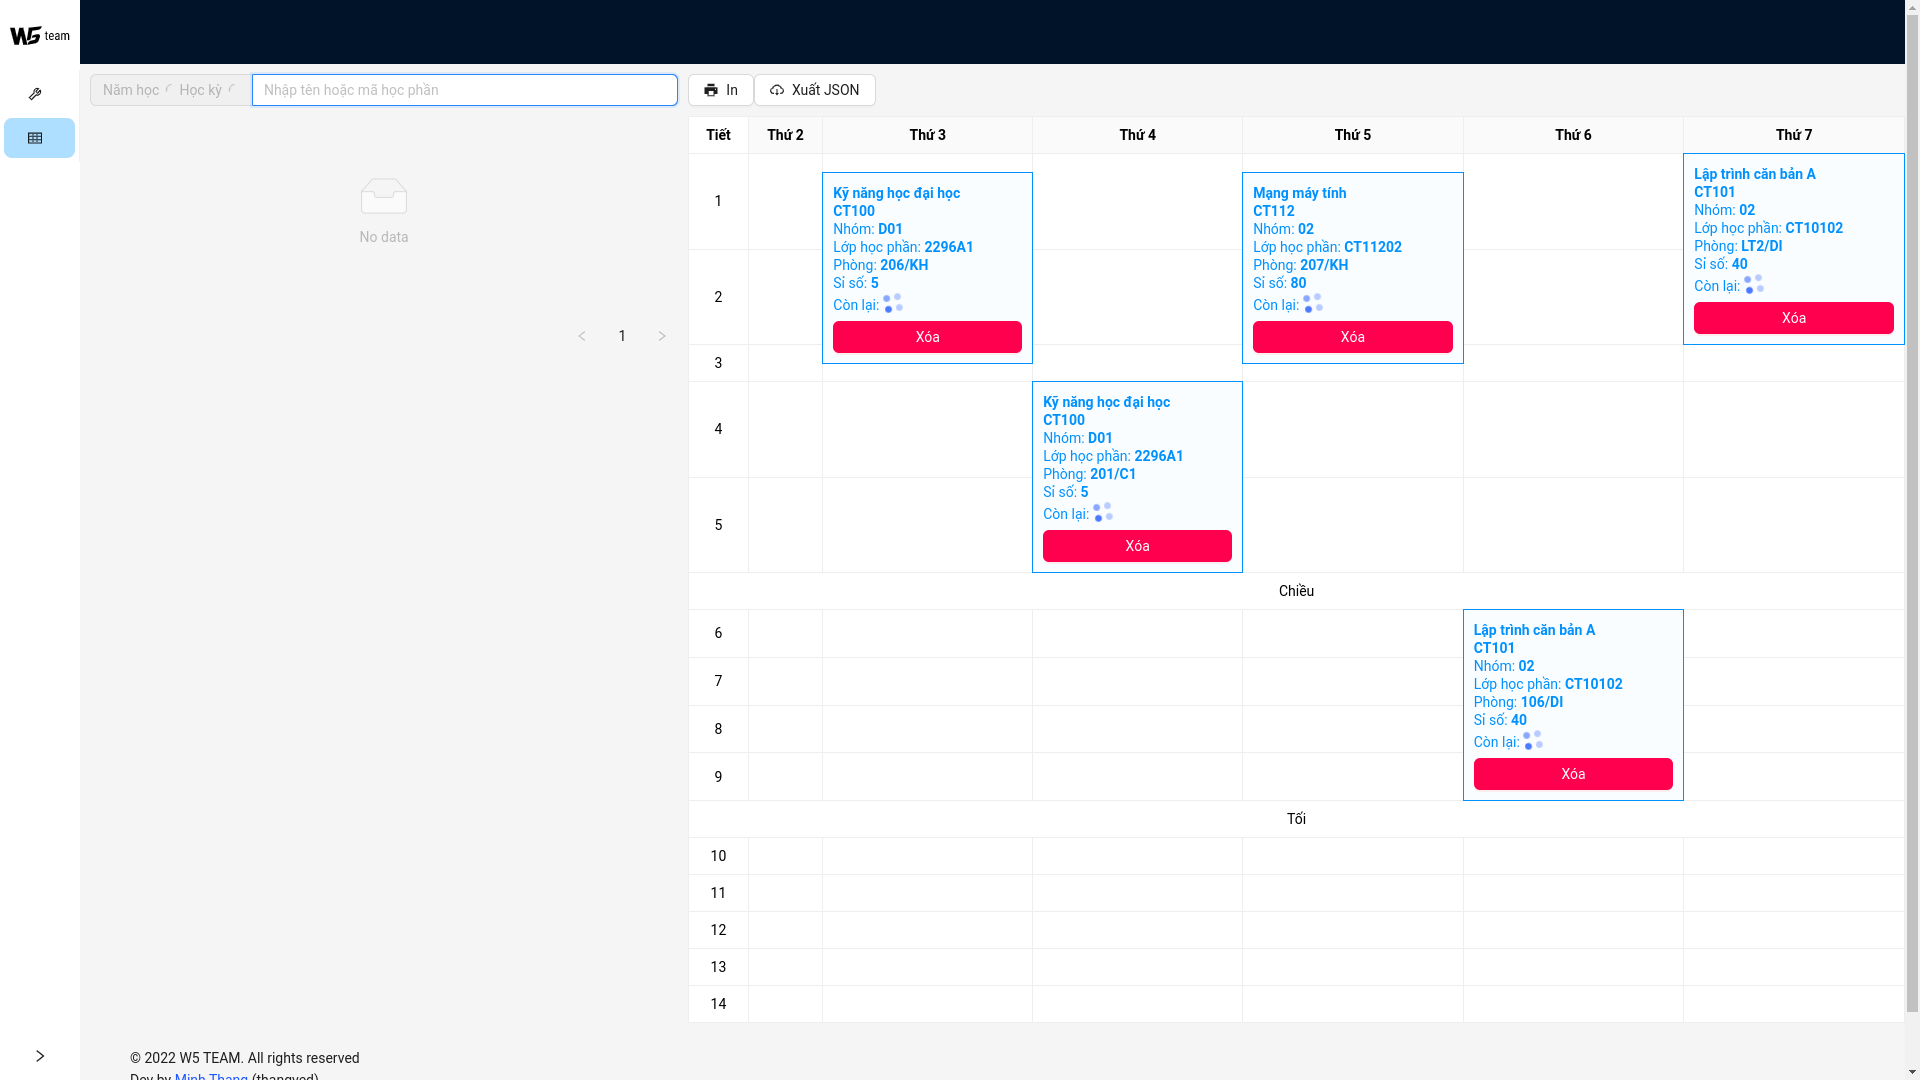 W5 team
Năm học
Học kỳ
Nhập tên hoặc mã học phần
In
Xuất JSON
No data
1
Tiết
Thứ 2
Thứ 3
Thứ 4
Thứ 5
Thứ 6
Thứ 7
1
2
3
Kỹ năng học đại học
CT100
Nhóm: D01
Lớp học phần: 2296A1
Phòng: 206/KH
Sỉ số: 5
Còn lại:
Xóa
Mạng máy tính
CT112
Nhóm: 02
Lớp học phần: CT11202
Phòng: 207/KH
Sỉ số: 80
Còn lại:
Xóa
Lập trình căn bản A
CT101
Nhóm: 02
Lớp học phần: CT10102
Phòng: LT2/DI
Sỉ số: 40
Còn lại:
Xóa
4
5
Kỹ năng học đại học
CT100
Nhóm: D01
Lớp học phần: 2296A1
Phòng: 201/C1
Sỉ số: 5
Còn lại:
Xóa
Chiều
6
7
8
9
Lập trình căn bản A
CT101
Nhóm: 02
Lớp học phần: CT10102
Phòng: 106/DI
Sỉ số: 40
Còn lại:
Xóa
Tối
10
11
12
13
14
© 2022 W5 TEAM. All rights reserved
Dev by Minh Thang (thangved)